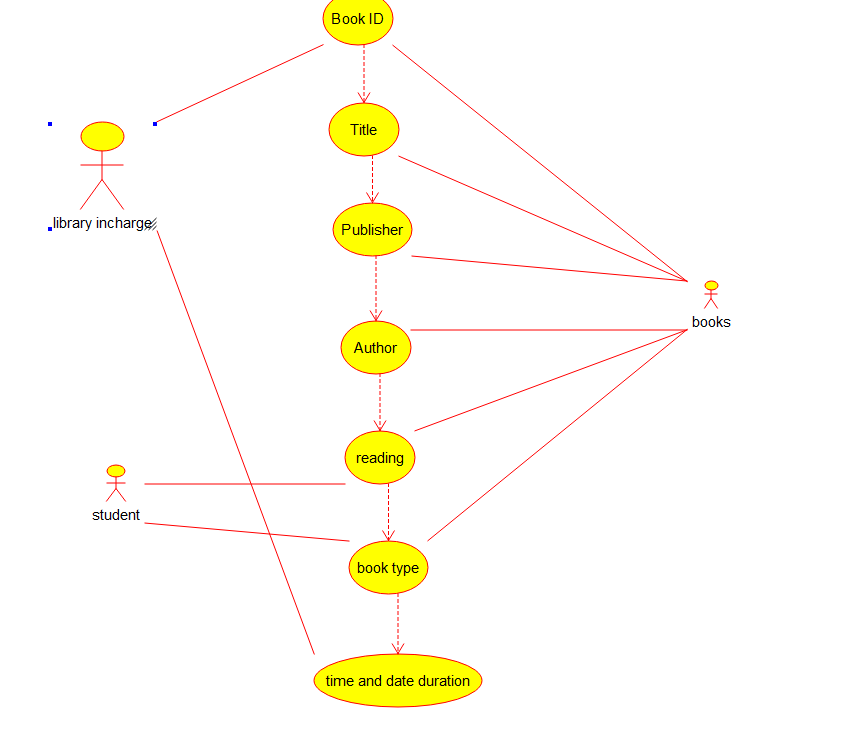 Book ID
Title
library incharge
Publisher
books
Author
reading
student
book type
time and date duration